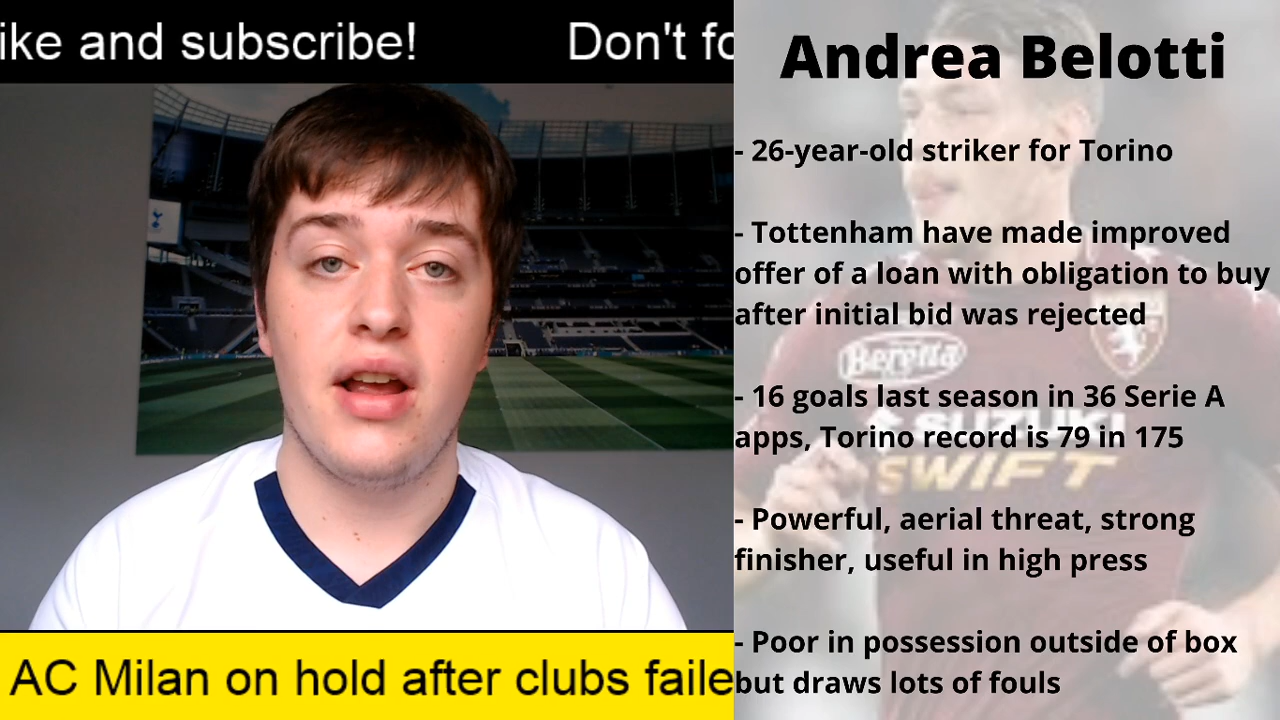 ike and subscribe! Don't fo
Andrea Belotti
- 26-year-old striker for Torino
- Tottenham have made improved
offer of a loan with obligation to buy
after initial bid was rejected
Beretta
SUZUKI
SWIFT
- 16 goals last season in 36 Serie A
apps, Torino record is 79 in 175
- Powerful, aerial threat, strong
finisher, useful in high press
- Poor in possession outside of box
but draws lots of fouls
AC Milan on hold after clubs faile